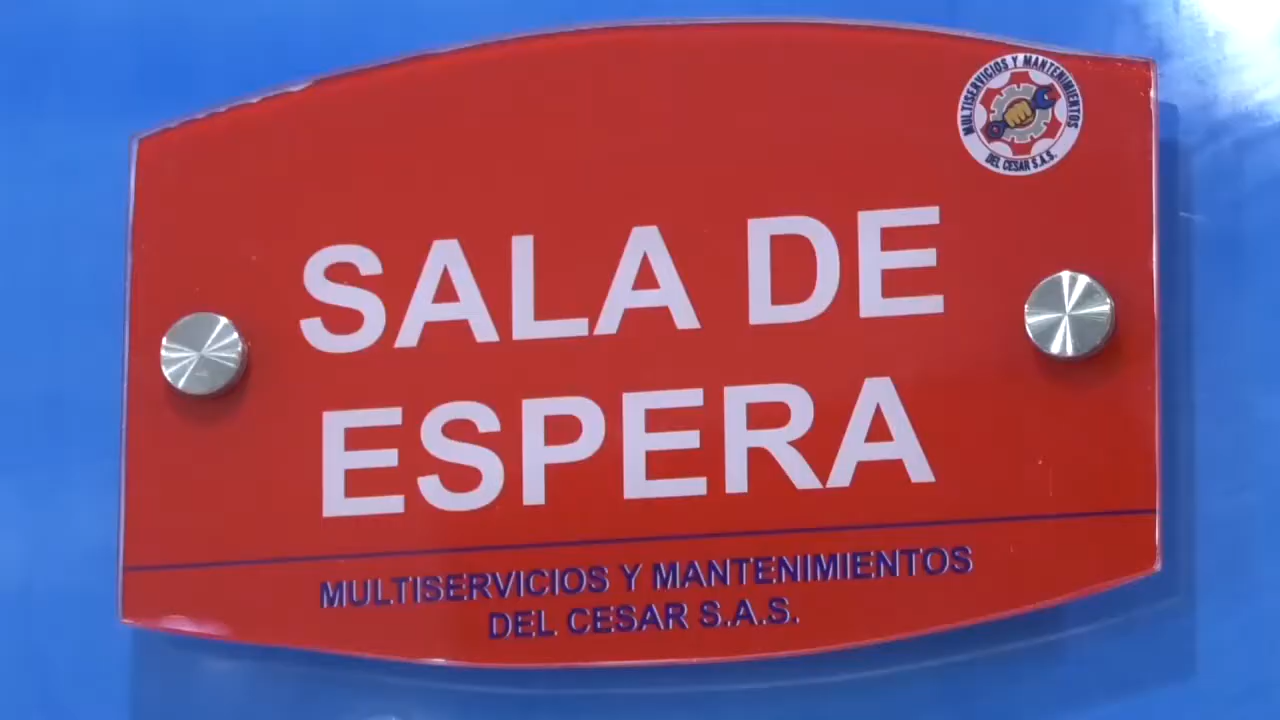 MULTISERVICIOS Y MANTENIMIENTOS
DEL CESAR S.A.S.
SALA DE
ESPERA
MULTISERVICIOS Y MANTENIMIENTOS
DEL CESAR S.A.S.